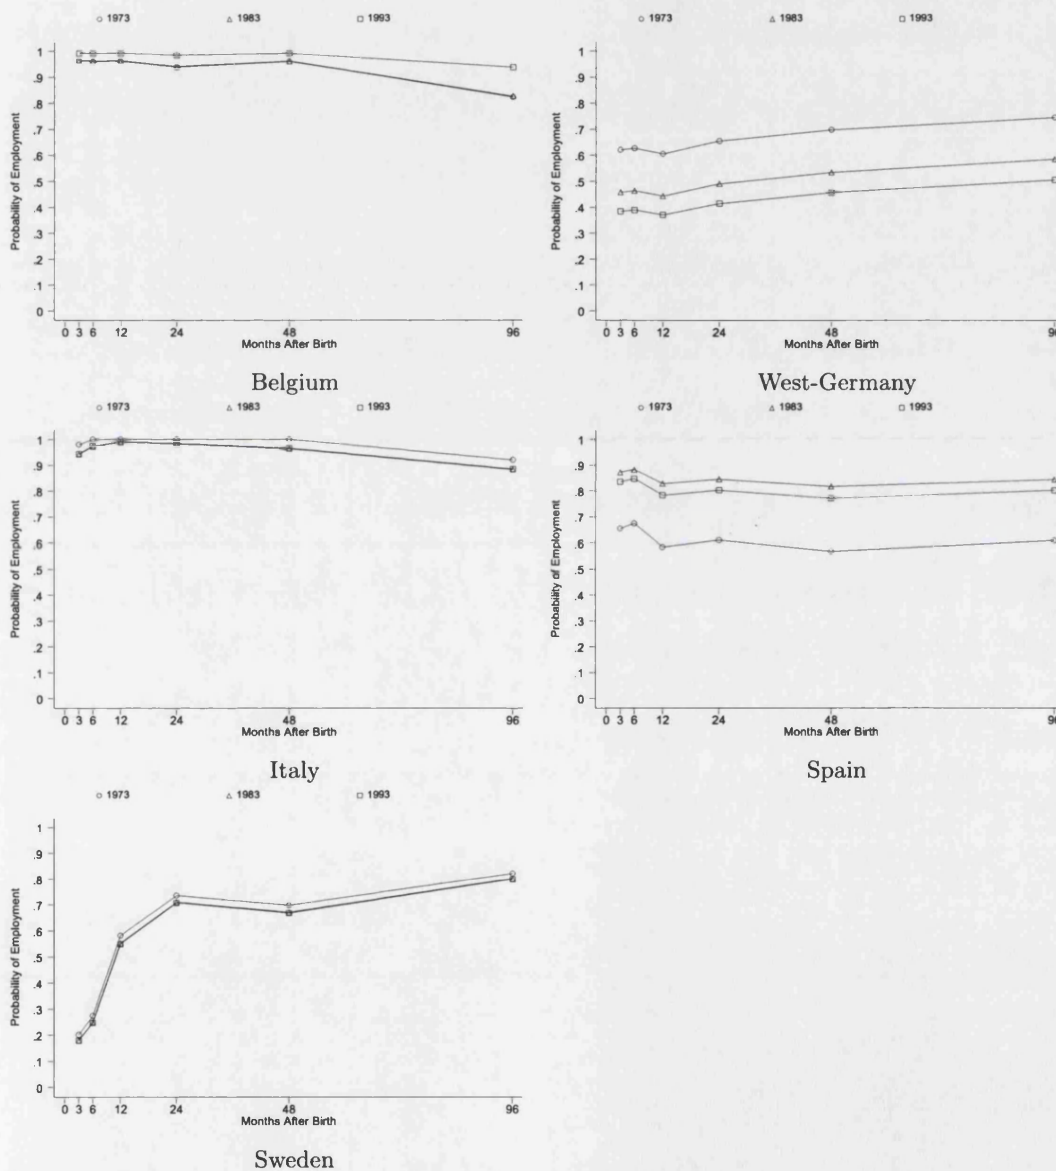 1973 1983 1993
1
.9
.8
.7
.6
.5
.4
.3
.2
.1
0
Probability of Employment
0 3 6 12 24 48 96
Months After Birth
Belgium
1973 1983 1993
1
.9
.8
.7
.6
.5
.4
.3
.2
.1
0
Probability of Employment
0 3 6 12 24 48 96
Months After Birth
West-Germany
1973 1983 1993
1
.9
.8
.7
.6
.5
.4
.3
.2
.1
0
Probability of Employment
0 3 6 12 24 48 96
Months After Birth
Italy
1973 1983 1993
1
.9
.8
.7
.6
.5
.4
.3
.2
.1
0
Probability of Employment
0 3 6 12 24 48 96
Months After Birth
Spain
1973 1983 1993
1
.9
.8
.7
.6
.5
.4
.3
.2
.1
0
Probability of Employment
0 3 6 12 24 48 96
Months After Birth
Sweden